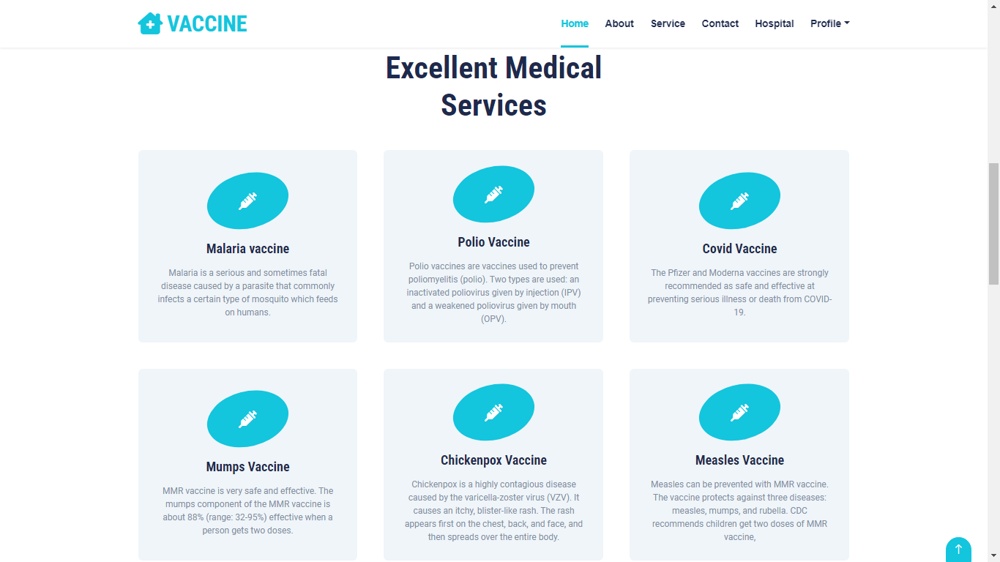 VACCINE
Home About Service Contact Hospital Profile
Excellent Medical
Services
Malaria vaccine
Malaria is a serious and sometimes fatal
disease caused by a parasite that commonly
infects a certain type of mosquito which feeds
on humans.
Polio Vaccine
Polio vaccines are vaccines used to prevent
poliomyelitis (polio). Two types are used: an
inactivated poliovirus given by injection (IPV)
and a weakened poliovirus given by mouth
(OPV).
Covid Vaccine
The Pfizer and Moderna vaccines are strongly
recommended as safe and effective at
preventing serious illness or death from COVID-
19.
Mumps Vaccine
MMR vaccine is very safe and effective. The
mumps component of the MMR vaccine is
about 88% (range: 32-95%) effective when a
person gets two doses.
Chickenpox Vaccine
Chickenpox is a highly contagious disease
caused by the varicella-zoster virus (VZV). It
causes an itchy, blister-like rash. The rash
appears first on the chest, back, and face, and
then spreads over the entire body.
Measles Vaccine
Measles can be prevented with MMR vaccine.
The vaccine protects against three diseases:
measles, mumps, and rubella. CDC
recommends children get two doses of MMR
vaccine,